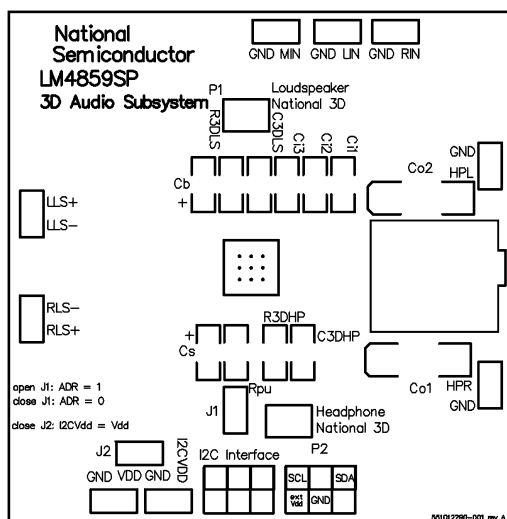 National
Semiconductor
LM4859SP
3D Audio Subsystem
GND MIN
GND LIN
GND RIN
P1
Loudspeaker
National 3D
R3DLS
C3DLS
Ci3
Ci2
Ci1
Cb
+
GND
HPL
Co2
LLS+
LLS-
RLS-
RLS+
R3DHP
C3DHP
+
Cs
Rpu
open J1: ADR = 1
close J1: ADR = 0
close J2: I2CVdd = Vdd
J1
Headphone
National 3D
P2
Co1
HPR
GND
J2
I2CVDD
GND VDD GND
I2C Interface
SCL
SDA
ext
Vdd
GND
551012296-001 rev A